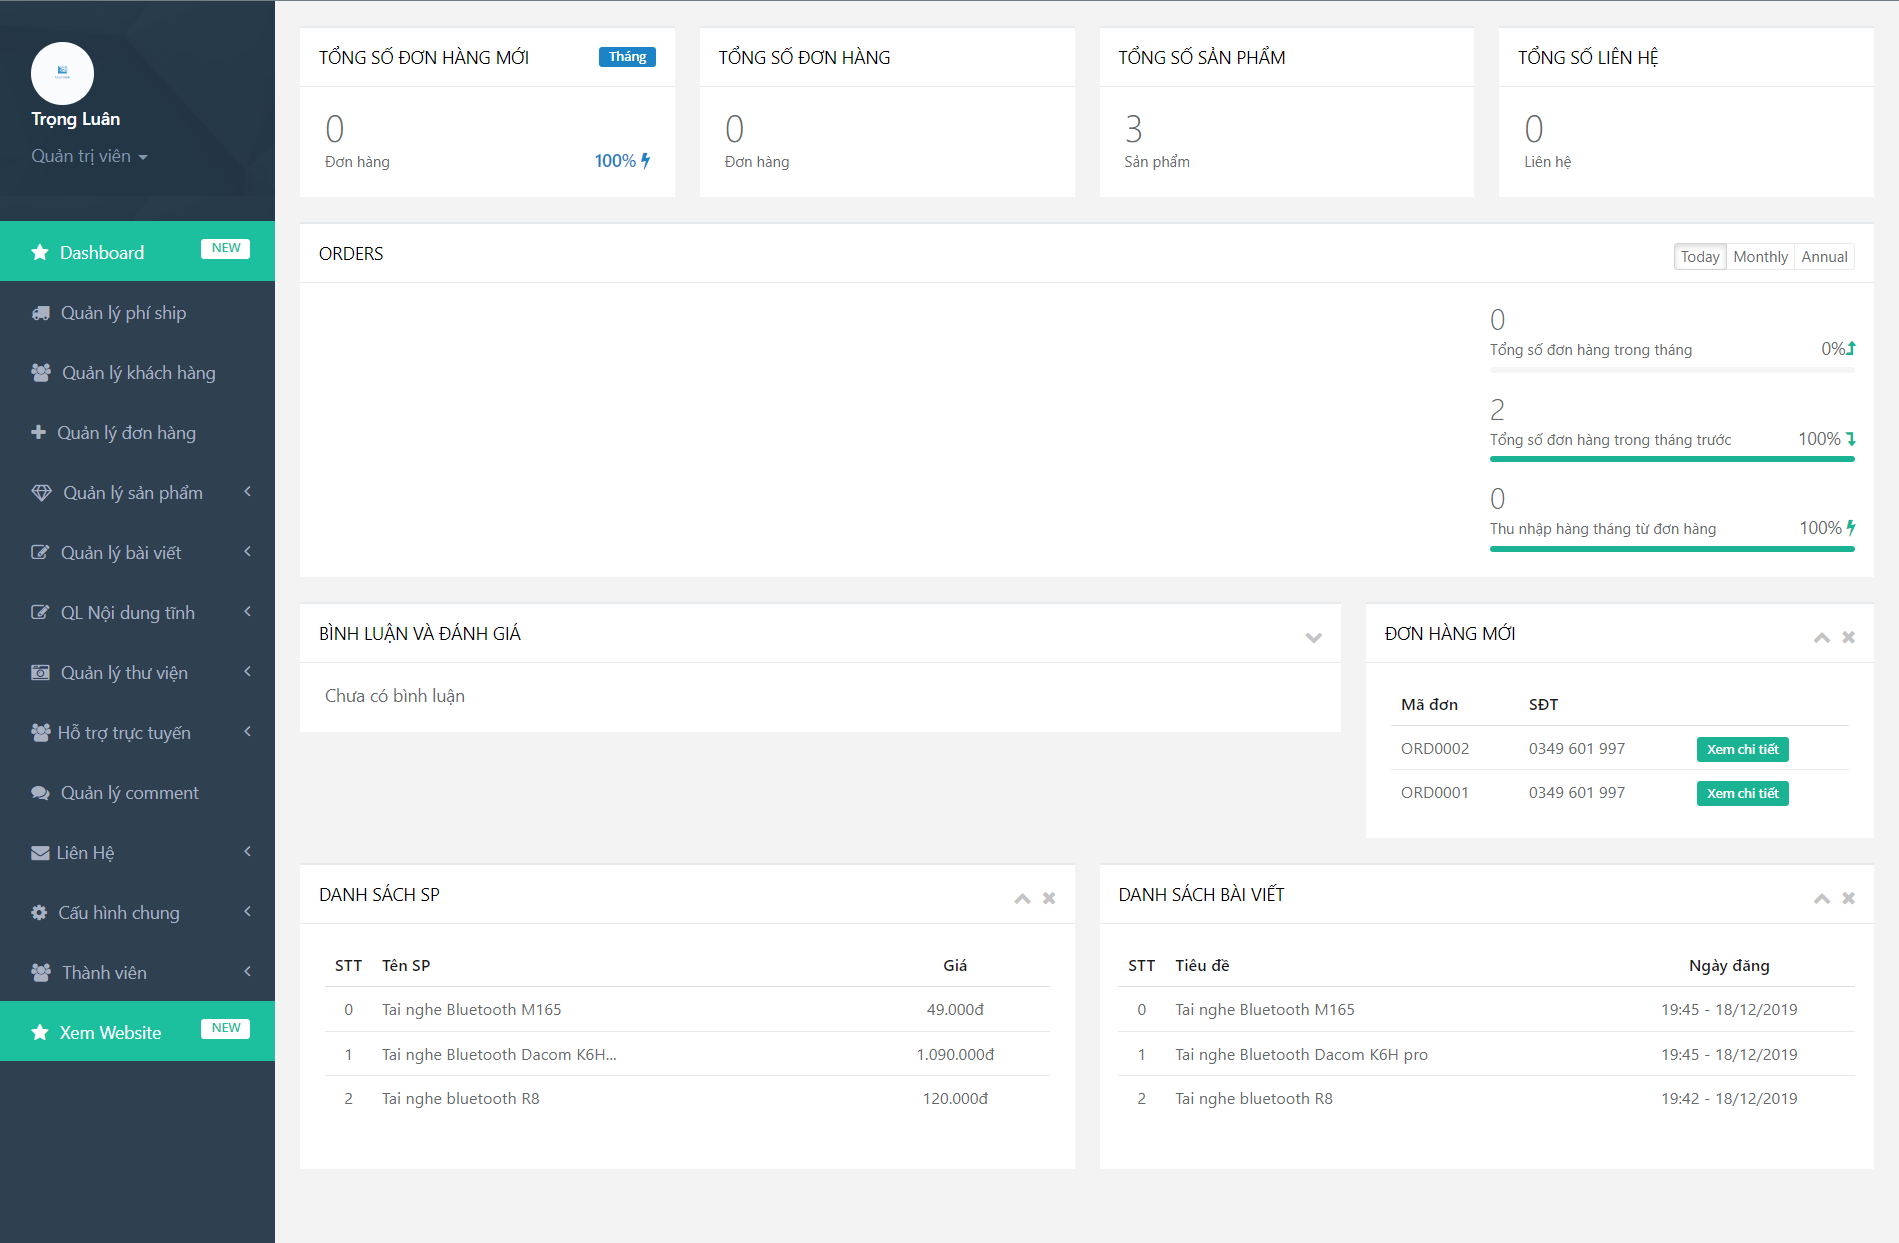 Trọng Luân
Quản trị viên
Dashboard NEW
Quản lý phí ship
Quản lý khách hàng
Quản lý đơn hàng
Quản lý sản phẩm
Quản lý bài viết
QL Nội dung tĩnh
Quản lý thư viện
Hỗ trợ trực tuyến
Quản lý comment
Liên Hệ
Cấu hình chung
Thành viên
Xem Website NEW
TỔNG SỐ ĐƠN HÀNG MỚI Tháng
0
Đơn hàng 100%
TỔNG SỐ ĐƠN HÀNG
0
Đơn hàng
TỔNG SỐ SẢN PHẨM
3
Sản phẩm
TỔNG SỐ LIÊN HỆ
0
Liên hệ
ORDERS Today Monthly Annual
0
Tổng số đơn hàng trong tháng 0%
2
Tổng số đơn hàng trong tháng trước 100%
0
Thu nhập hàng tháng từ đơn hàng 100%
BÌNH LUẬN VÀ ĐÁNH GIÁ
Chưa có bình luận
ĐƠN HÀNG MỚI
Mã đơn SĐT
ORD0002 0349 601 997 Xem chi tiết
ORD0001 0349 601 997 Xem chi tiết
DANH SÁCH SP
STT Tên SP Giá
0 Tai nghe Bluetooth M165 49.000đ
1 Tai nghe Bluetooth Dacom K6H... 1.090.000đ
2 Tai nghe bluetooth R8 120.000đ
DANH SÁCH BÀI VIẾT
STT Tiêu đề Ngày đăng
0 Tai nghe Bluetooth M165 19:45 - 18/12/2019
1 Tai nghe Bluetooth Dacom K6H pro 19:45 - 18/12/2019
2 Tai nghe bluetooth R8 19:42 - 18/12/2019